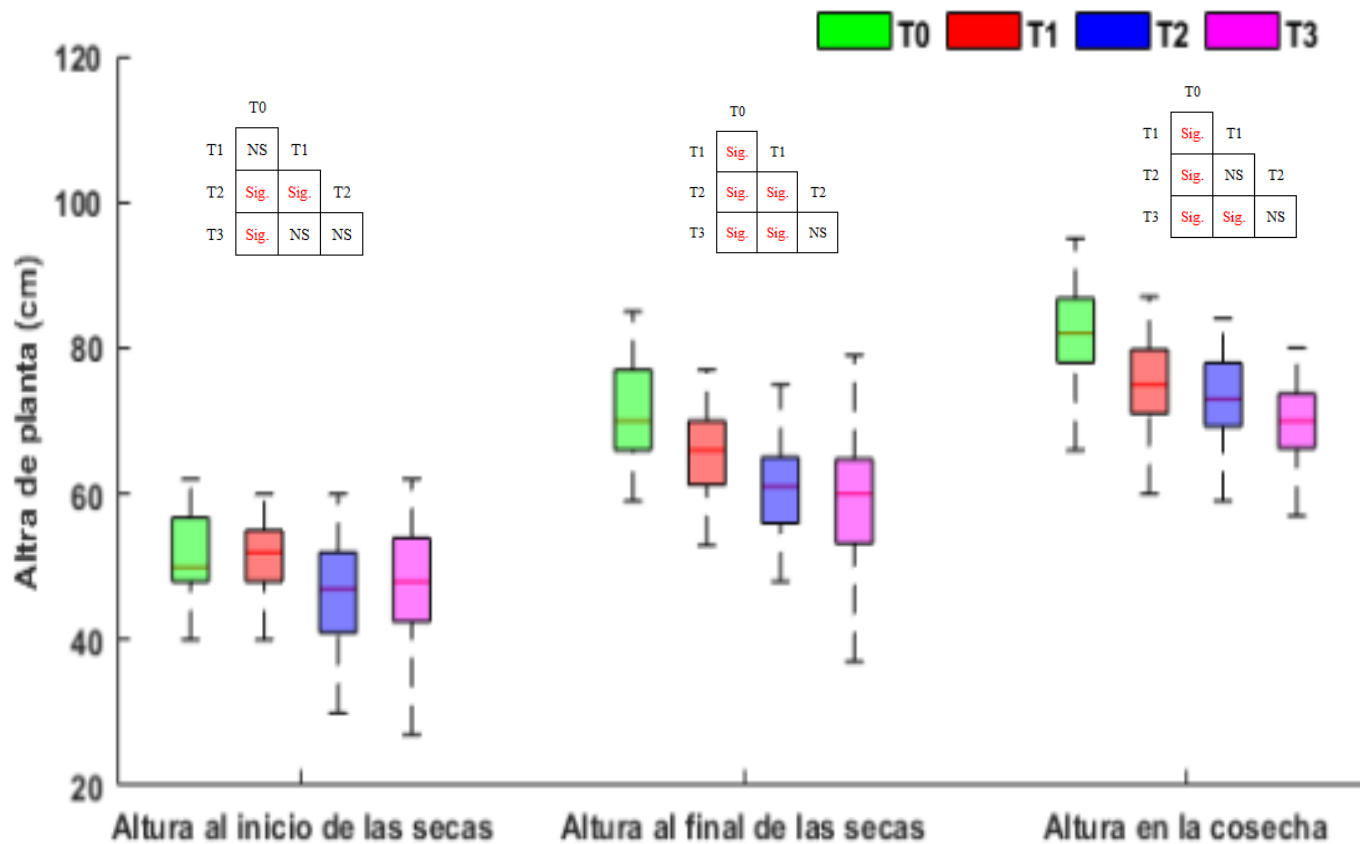 T0 T1 T2 T3
Altra de planta (cm)
120
100
80
60
40
20
T0
T1 NS T1
T2 Sig. Sig. T2
T3 Sig. NS NS
T0
T1 Sig. T1
T2 Sig. Sig. T2
T3 Sig. Sig. NS
T0
T1 Sig. T1
T2 Sig. NS T2
T3 Sig. Sig. NS
Altura al inicio de las secas
Altura al final de las secas
Altura en la cosecha